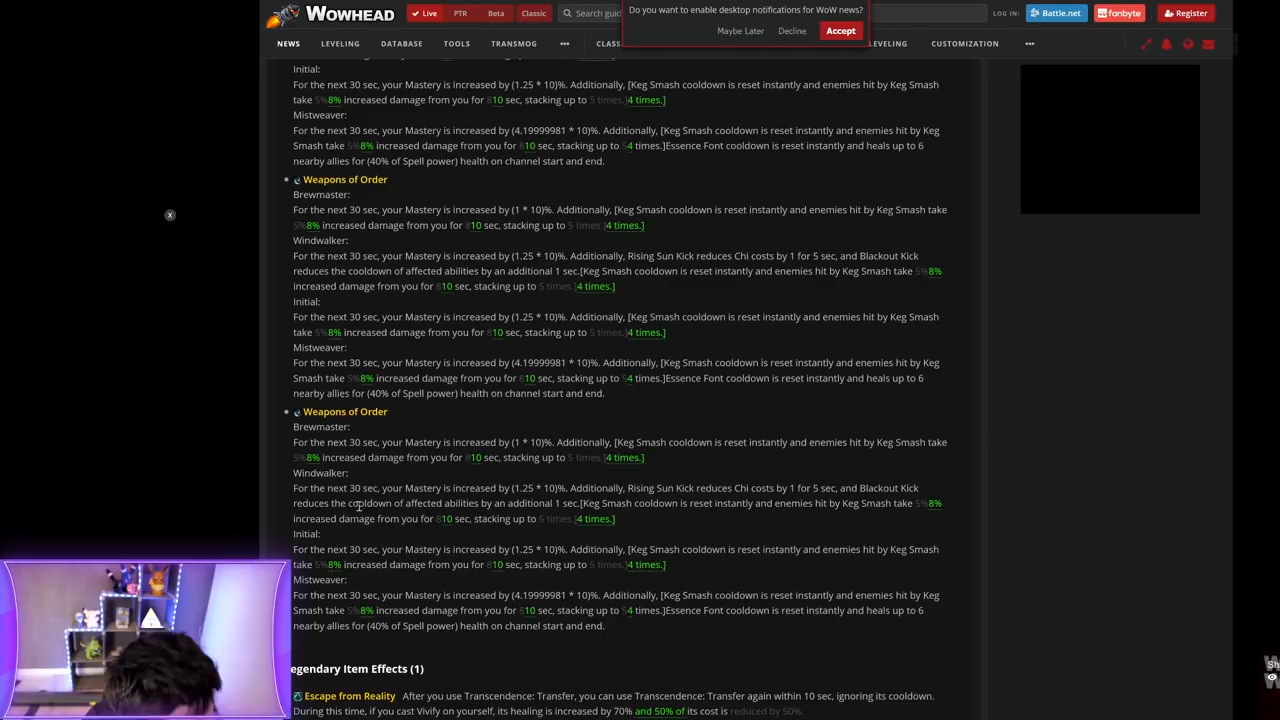 Do you want to enable desktop notifications for WoW news?
Maybe Later Decline Accept
WOWHEAD Live PTR Beta Classic Search guid LOG IN: Battle.net fanbyte Register
NEWS LEVELING DATABASE TOOLS TRANSMOG ••• CLASS LEVELING CUSTOMIZATION •••
Initial:
For the next 30 sec, your Mastery is increased by (1.25 * 10)%. Additionally, [Keg Smash cooldown is reset instantly and enemies hit by Keg Smash
take 5%8% increased damage from you for 810 sec, stacking up to 5 times.]4 times.]
Mistweaver:
For the next 30 sec, your Mastery is increased by (4.19999981 * 10)%. Additionally, [Keg Smash cooldown is reset instantly and enemies hit by Keg
Smash take 5%8% increased damage from you for 810 sec, stacking up to 54 times.]Essence Font cooldown is reset instantly and heals up to 6
nearby allies for (40% of Spell power) health on channel start and end.
Weapons of Order
Brewmaster:
For the next 30 sec, your Mastery is increased by (1 * 10)%. Additionally, [Keg Smash cooldown is reset instantly and enemies hit by Keg Smash take
5%8% increased damage from you for 810 sec, stacking up to 5 times.]4 times.]
X
Windwalker:
For the next 30 sec, your Mastery is increased by (1.25 * 10)%. Additionally, Rising Sun Kick reduces Chi costs by 1 for 5 sec, and Blackout Kick
reduces the cooldown of affected abilities by an additional 1 sec.[Keg Smash cooldown is reset instantly and enemies hit by Keg Smash take 5%8%
increased damage from you for 810 sec, stacking up to 5 times.]4 times.]
Initial:
For the next 30 sec, your Mastery is increased by (1.25 * 10)%. Additionally, [Keg Smash cooldown is reset instantly and enemies hit by Keg Smash
take 5%8% increased damage from you for 810 sec, stacking up to 5 times.]4 times.]
Mistweaver:
For the next 30 sec, your Mastery is increased by (4.19999981 * 10)%. Additionally, [Keg Smash cooldown is reset instantly and enemies hit by Keg
Smash take 5%8% increased damage from you for 810 sec, stacking up to 54 times.]Essence Font cooldown is reset instantly and heals up to 6
nearby allies for (40% of Spell power) health on channel start and end.
Weapons of Order
Brewmaster:
For the next 30 sec, your Mastery is increased by (1 * 10)%. Additionally, [Keg Smash cooldown is reset instantly and enemies hit by Keg Smash take
5%8% increased damage from you for 810 sec, stacking up to 5 times.]4 times.]
Windwalker:
For the next 30 sec, your Mastery is increased by (1.25 * 10)%. Additionally, Rising Sun Kick reduces Chi costs by 1 for 5 sec, and Blackout Kick
reduces the cooldown of affected abilities by an additional 1 sec.[Keg Smash cooldown is reset instantly and enemies hit by Keg Smash take 5%8%
increased damage from you for 810 sec, stacking up to 5 times.]4 times.]
Initial:
For the next 30 sec, your Mastery is increased by (1.25 * 10)%. Additionally, [Keg Smash cooldown is reset instantly and enemies hit by Keg Smash
take 5%8% increased damage from you for 810 sec, stacking up to 5 times.]4 times.]
Mistweaver:
For the next 30 sec, your Mastery is increased by (4.19999981 * 10)%. Additionally, [Keg Smash cooldown is reset instantly and enemies hit by Keg
Smash take 5%8% increased damage from you for 810 sec, stacking up to 54 times.]Essence Font cooldown is reset instantly and heals up to 6
nearby allies for (40% of Spell power) health on channel start and end.
egendary Item Effects (1)
Escape from Reality After you use Transcendence: Transfer, you can use Transcendence: Transfer again within 10 sec, ignoring its cooldown.
During this time, if you cast Vivify on yourself, its healing is increased by 70% and 50% of its cost is reduced by 50%.